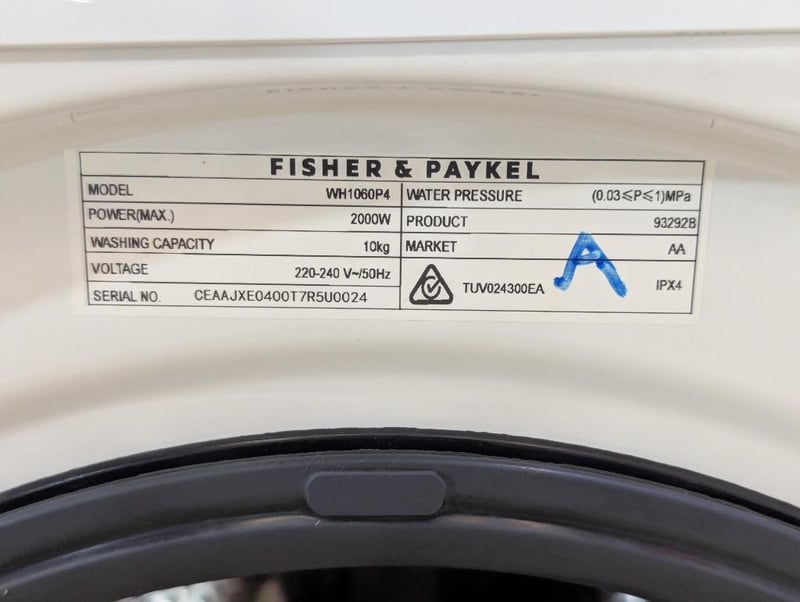 FISHER & PAYKEL
MODEL WH1060P4 WATER PRESSURE (0.03≤P≤1)MPa
POWER(MAX.) 2000W PRODUCT 93292B
WASHING CAPACITY 10kg MARKET AA
VOLTAGE 220-240 V~/50Hz
SERIAL NO. CEAAJXE0400T7R5U0024 TUV024300EA IPX4
A